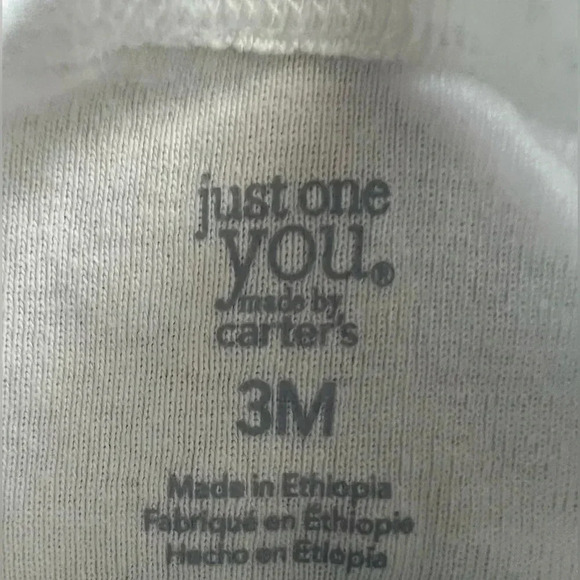 just one
you®
made by
carter's
3M
Made in Ethiopia
Fabriqué en Éthiopie
Hecho en Etiopía